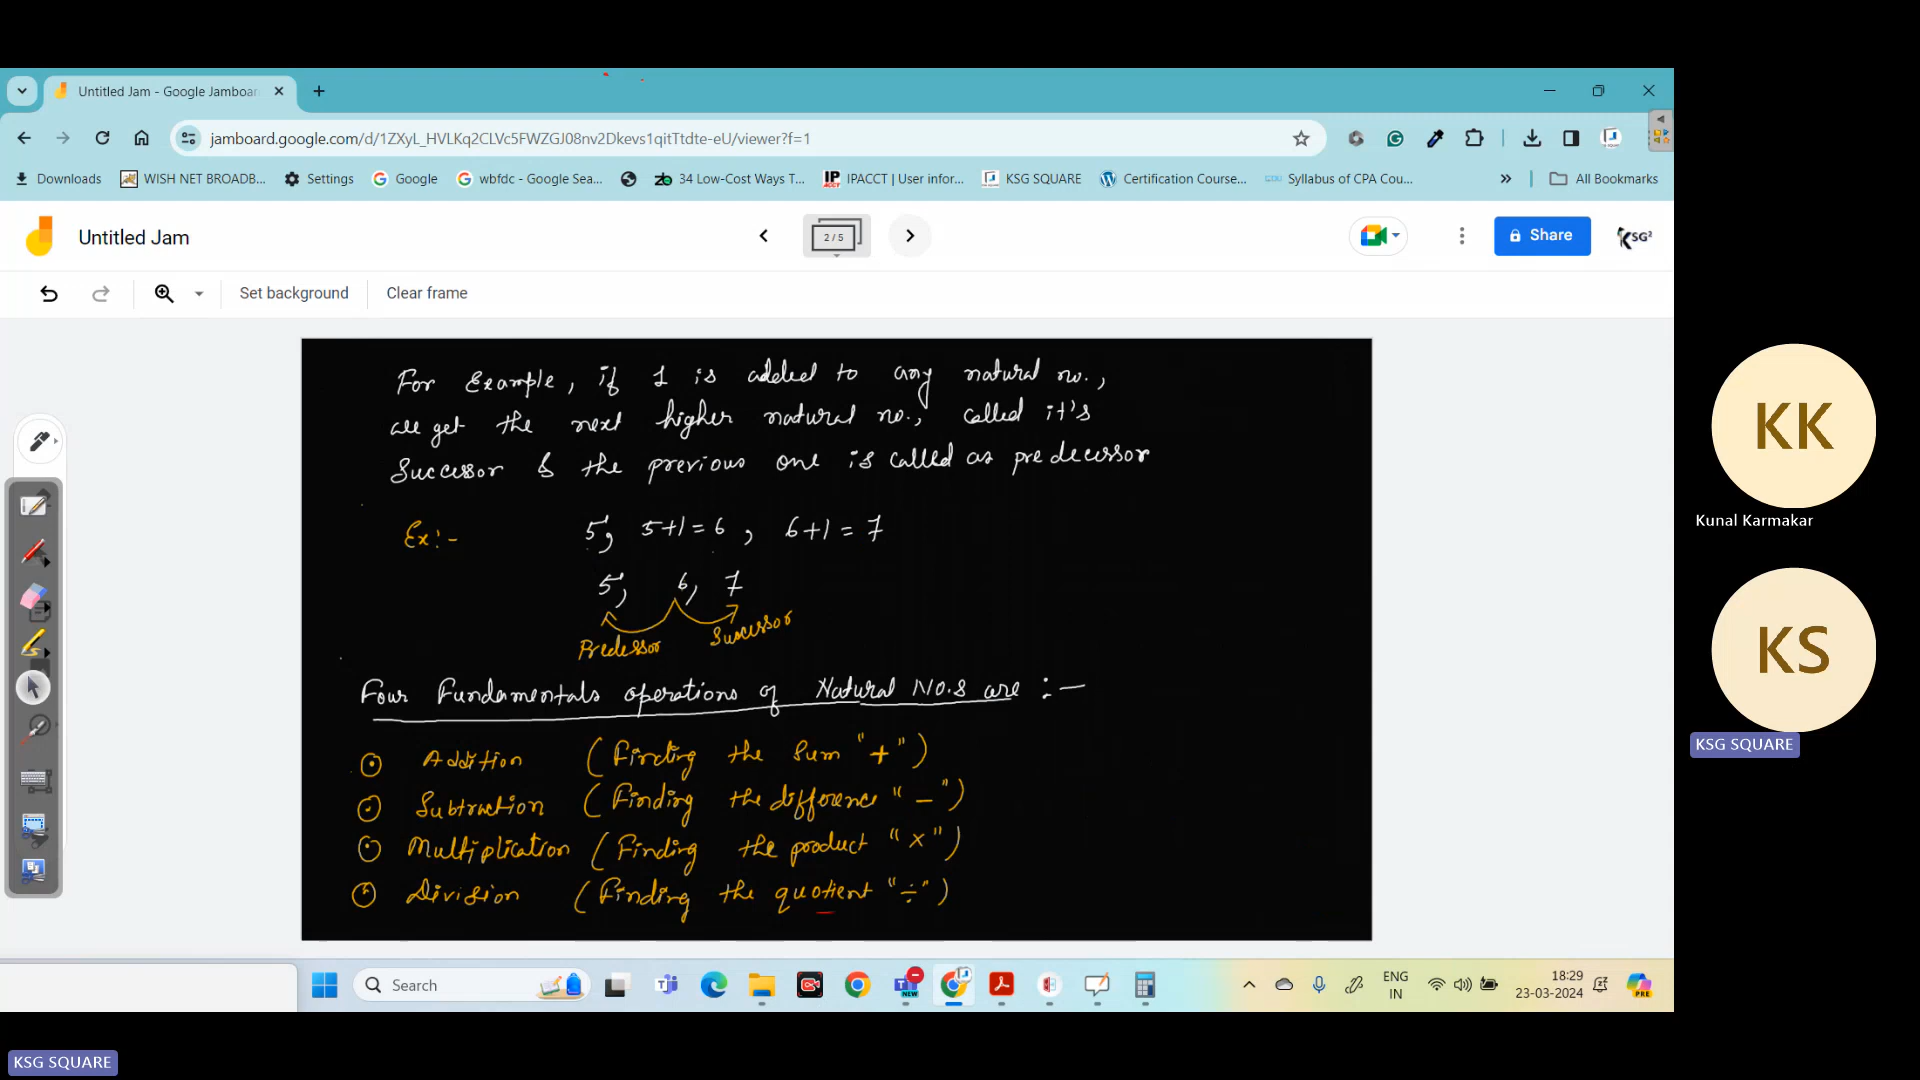 Untitled Jam - Google Jamboar
jamboard.google.com/d/1ZXyL_HVLKq2CLVc5FWZGJ08nv2Dkevs1qitTtdte-eU/viewer?f=1
Downloads WISH NET BROADB... Settings Google wbfdc - Google Sea... 34 Low-Cost Ways T... IPACCT | User infor... KSG SQUARE Certification Course... Syllabus of CPA Cou... » All Bookmarks
Untitled Jam 2 / 5 Share KSG²
Set background Clear frame
For Example, if 1 is added to any natural no.,
we get the next higher natural no., called it's
Successor & the previous one is called as predecessor
Ex:- 5, 5+1=6, 6+1=7
5, 6, 7
Predessor Successor
Four Fundamentals operations of Natural No.s are :-
Addition (Finding the Sum "+")
Subtraction (Finding the difference "-")
Multiplication (Finding the product "×")
Division (Finding the quotient "÷")
KK
Kunal Karmakar
KS
KSG SQUARE
Search ENG IN 18:29 23-03-2024
NEW PRE
KSG SQUARE